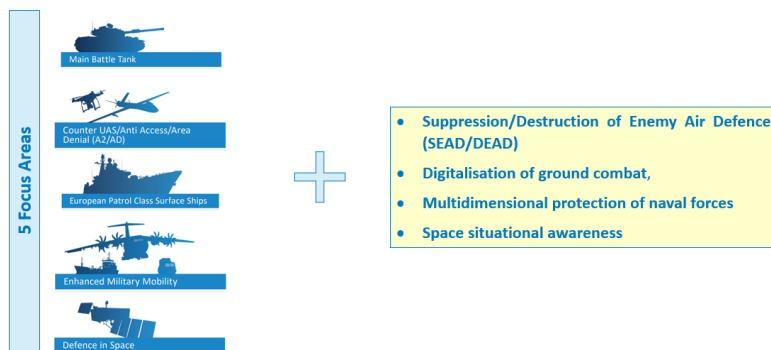 5 Focus Areas
Main Battle Tank
Counter UAS/Anti Access/Area
Denial (A2/AD)
European Patrol Class Surface Ships
Enhanced Military Mobility
Defence in Space
• Suppression/Destruction of Enemy Air Defence
(SEAD/DEAD)
• Digitalisation of ground combat,
• Multidimensional protection of naval forces
• Space situational awareness